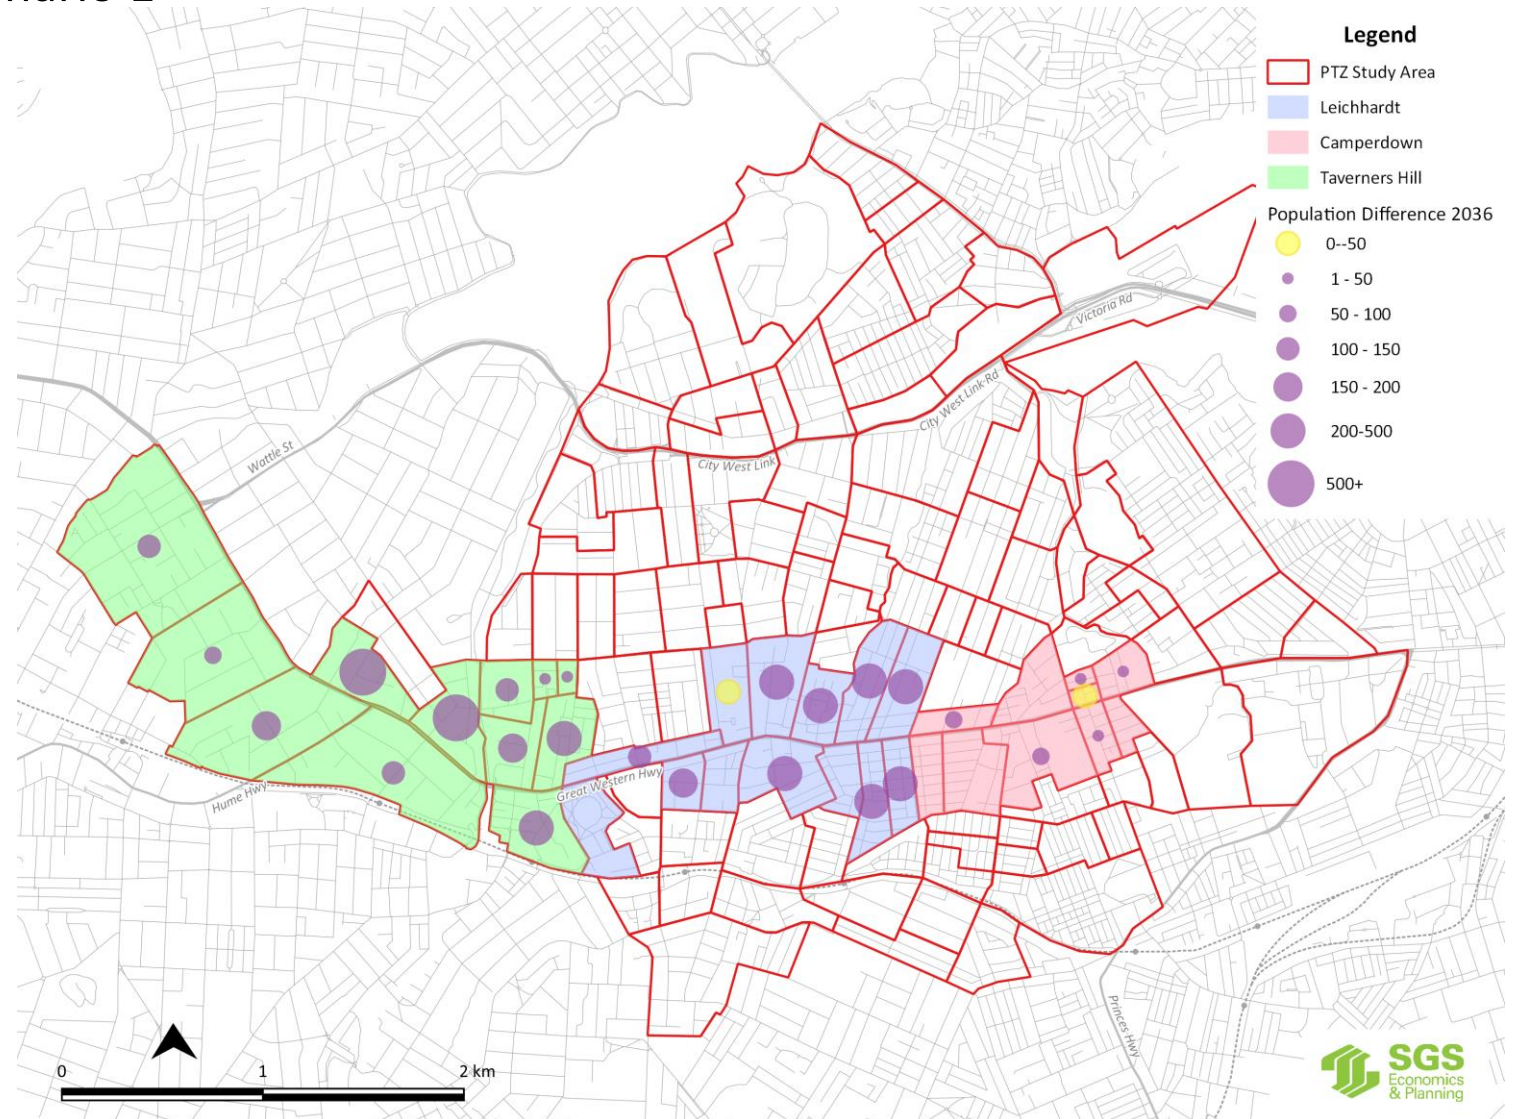 Legend
PTZ Study Area
Leichhardt
Camperdown
Taverners Hill
Population Difference 2036
0--50
1 - 50
50 - 100
100 - 150
150 - 200
200-500
500+
Victoria Rd
City West Link Rd
Wattle St
City West Link
Great Western Hwy
Hume Hwy
Princes Hwy
0 1 2 km
SGS
Economics
& Planning